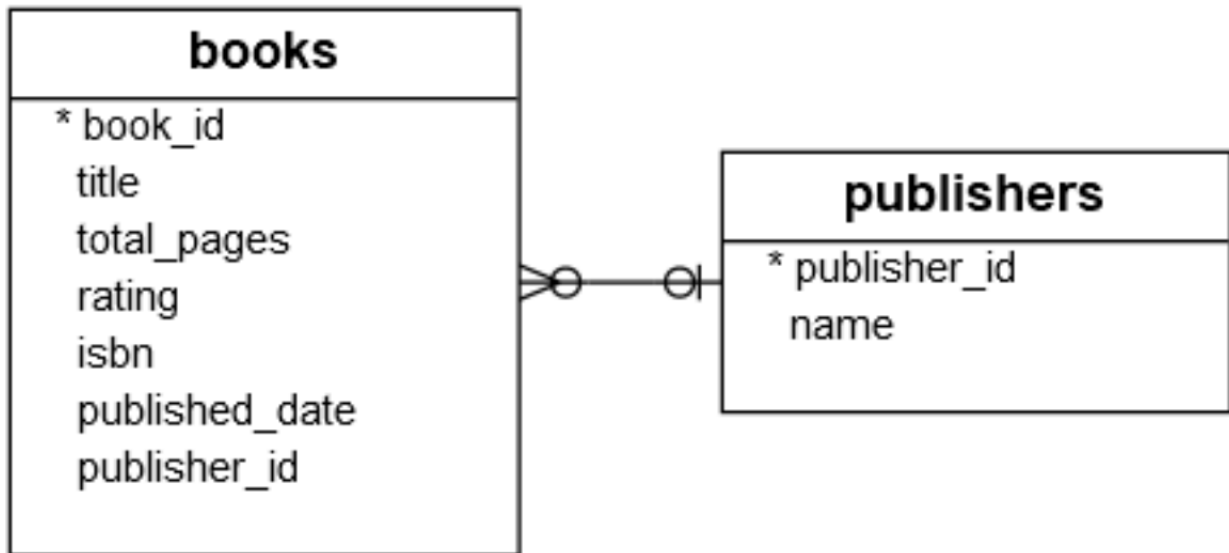 books
* book_id
title
total_pages
rating
isbn
published_date
publisher_id
publishers
* publisher_id
name